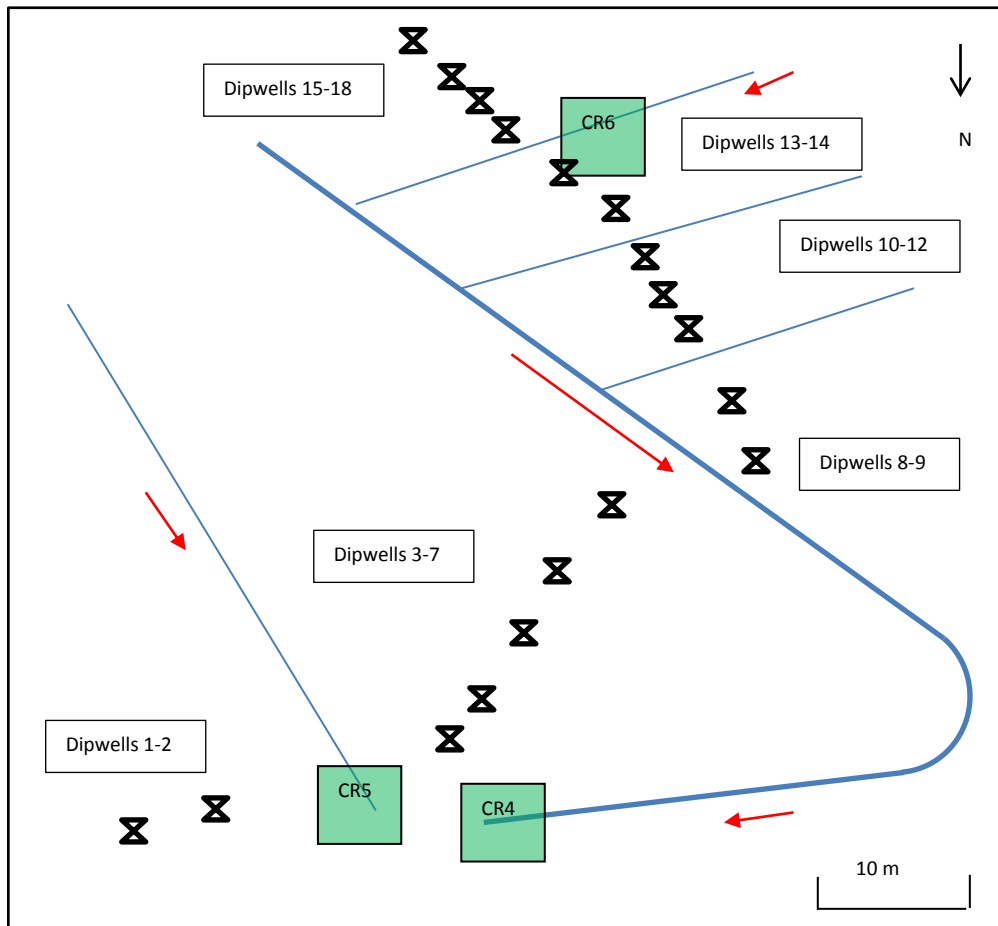 Dipwells 15-18
CR6
Dipwells 13-14
N
Dipwells 10-12
Dipwells 8-9
Dipwells 3-7
Dipwells 1-2
CR5
CR4
10 m